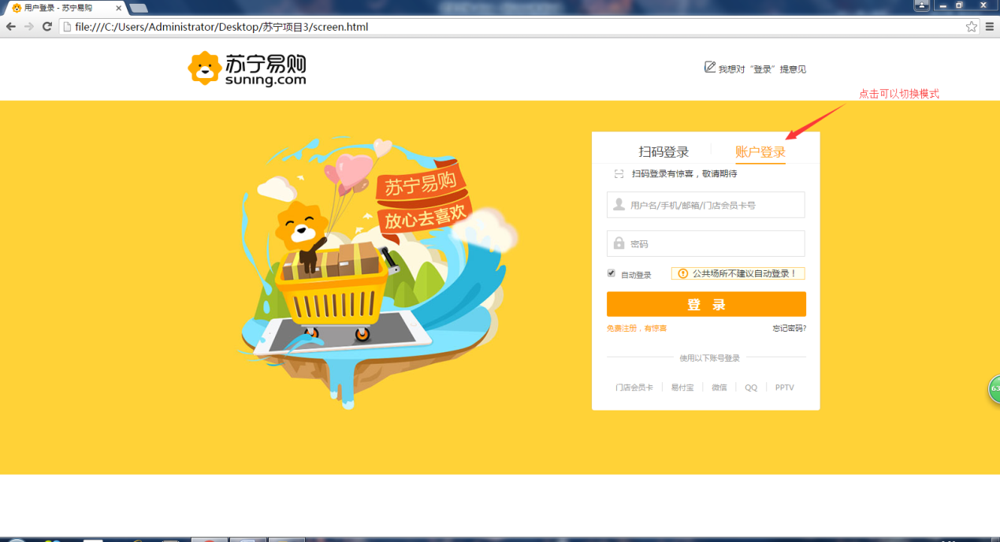 用户登录 - 苏宁易购
file:///C:/Users/Administrator/Desktop/苏宁项目3/screen.html
苏宁易购
suning.com
我想对“登录”提意见
点击可以切换模式
苏宁易购
放心去喜欢
扫码登录
账户登录
扫码登录有惊喜，敬请期待
用户名/手机/邮箱/门店会员卡号
密码
自动登录
公共场所不建议自动登录！
登 录
免费注册，有惊喜
忘记密码?
使用以下账号登录
门店会员卡
易付宝
微信
QQ
PPTV